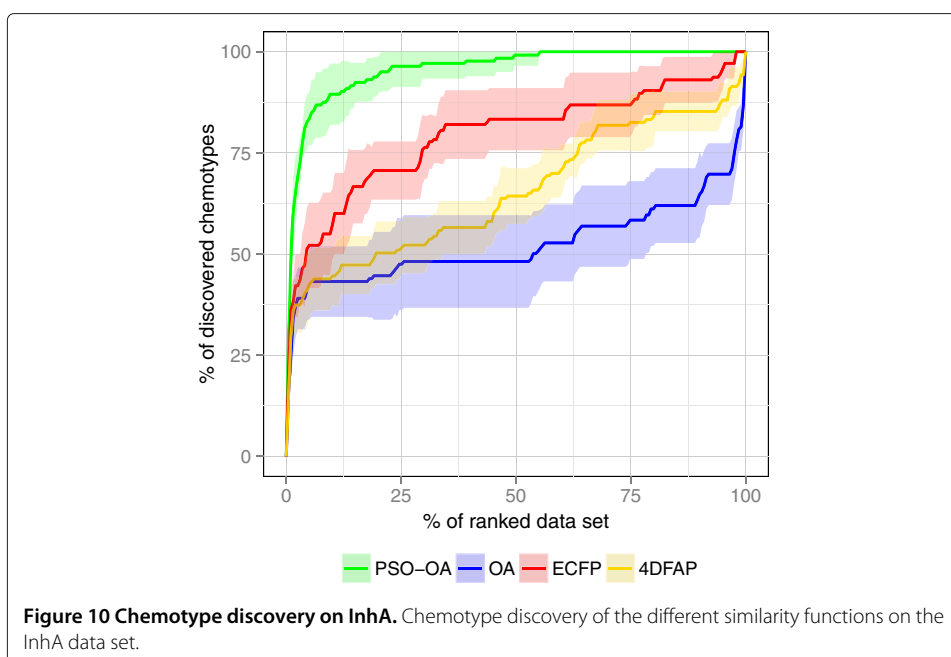 100
75
50
25
0
% of discovered chemotypes
0 25 50 75 100
% of ranked data set
PSO−OA OA ECFP 4DFAP
Figure 10 Chemotype discovery on InhA. Chemotype discovery of the different similarity functions on the
InhA data set.